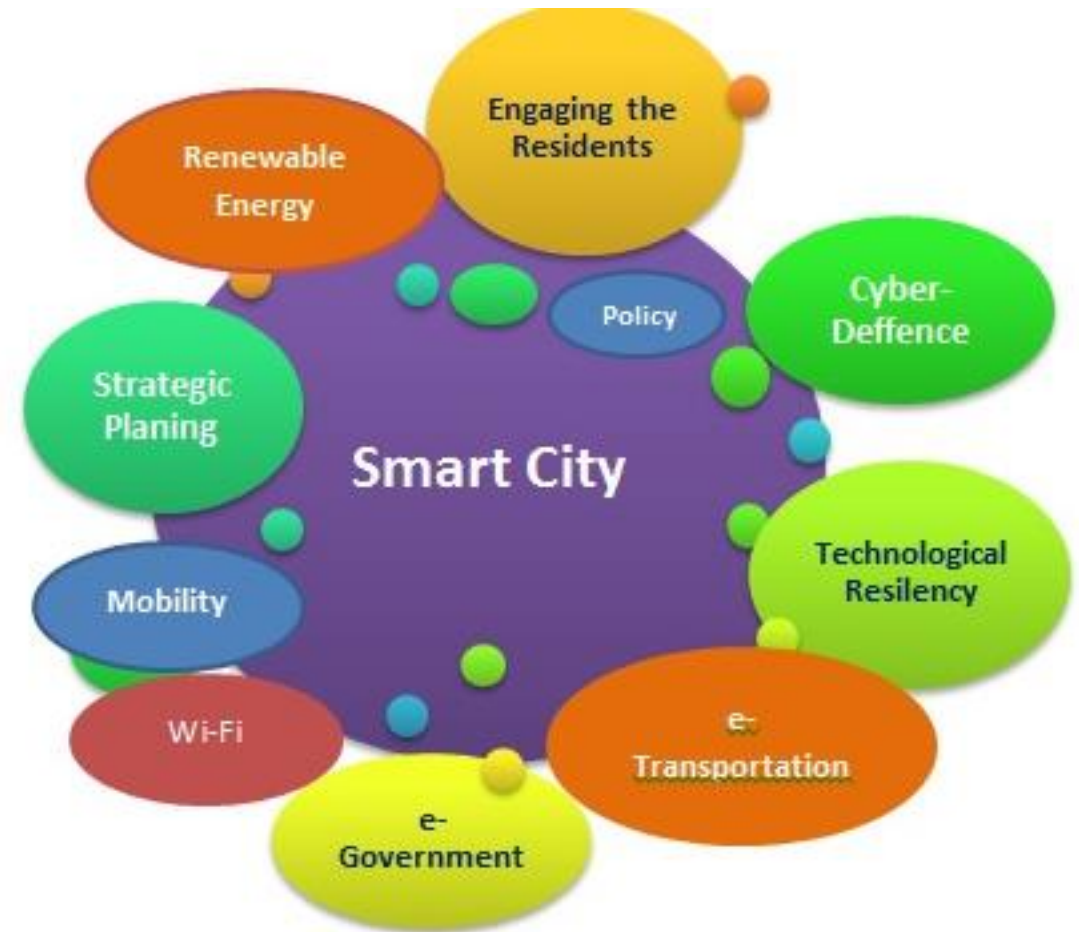 Engaging the
Residents
Renewable
Energy
Cyber-
Deffence
Policy
Strategic
Planing
Smart City
Technological
Resilency
Mobility
Wi-Fi
e-
Transportation
e-
Government